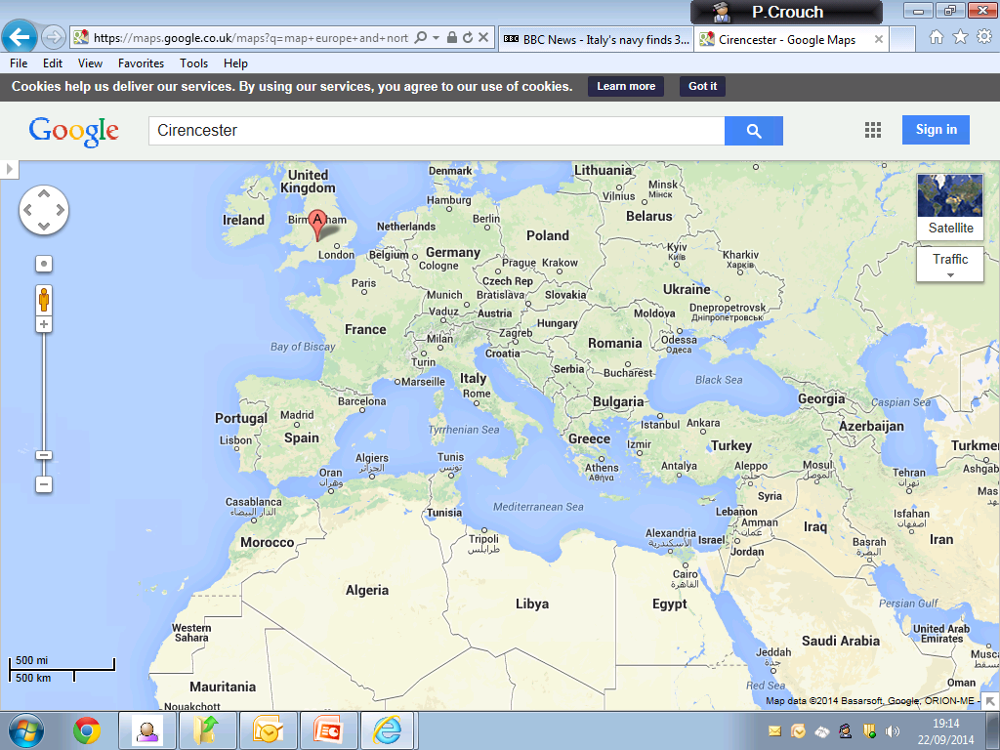 P.Crouch
https://maps.google.co.uk/maps?q=map+europe+and+nort
BBC News - Italy's navy finds 3...
Cirencester - Google Maps
File Edit View Favorites Tools Help
Cookies help us deliver our services. By using our services, you agree to our use of cookies. Learn more Got it
Google
Cirencester
Sign in
United Kingdom
Denmark
Lithuania
Minsk
Мінск
Vilnius
Hamburg
Ireland
Birmingham
A
Netherlands
Berlin
Belarus
Satellite
Poland
London
Belgium
Germany
Cologne
Kyiv
Київ
Kharkiv
Харків
Traffic
Prague
Krakow
Czech Rep
Paris
Munich
Bratislava
Slovakia
Ukraine
Vaduz
Austria
Dnepropetrovsk
Дніпропетровськ
Moldova
France
Hungary
Zagreb
Odessa
Одеса
Bay of Biscay
Milan
Croatia
Romania
Turin
Serbia
Bucharest
Marseille
Italy
Rome
Black Sea
Barcelona
Bulgaria
Georgia
Caspian Sea
Portugal
Madrid
Lisbon
Spain
Tyrrhenian Sea
Istanbul
Ankara
Azerbaijan
Greece
Izmir
Turkey
Turkmen
Algiers
الجزائر
Tunis
تونس
Athens
Αθήνα
Antalya
Aleppo
حلب
Mosul
الموصل
Tehran
تهران
Ashgab
Oran
وهران
Mas
Casablanca
الدار البيضاء
Tunisia
Mediterranean Sea
Syria
Lebanon
Isfahan
اصفهان
Amman
عمان
Iraq
Morocco
Tripoli
طرابلس
Alexandria
الأسكندرية
Israel
Jordan
Basrah
البصرة
Iran
Cairo
القاهرة
Algeria
Libya
Egypt
Persian Gulf
Western Sahara
United Arab Emirates
Saudi Arabia
Jeddah
جدة
Musca
مسقط
500 mi
500 km
Mauritania
Red Sea
Oman
Nouakchott
Map data ©2014 Basarsoft, Google, ORION-ME -
19:14
22/09/2014